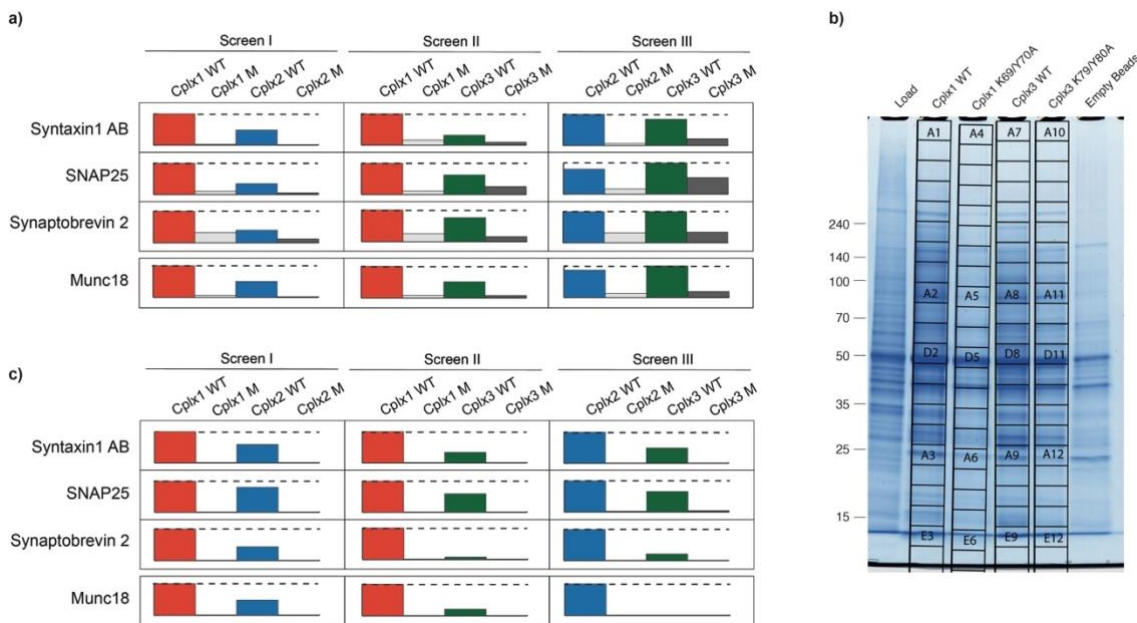 a)
Screen I Screen II Screen III
Cplx1 WT Cplx1 M Cplx2 WT Cplx2 M Cplx1 WT Cplx1 M Cplx3 WT Cplx3 M Cplx2 WT Cplx2 M Cplx3 WT Cplx3 M
Syntaxin1 AB
SNAP25
Synaptobrevin 2
Munc18
b)
Load Cplx1 WT Cplx1 K69/Y70A Cplx3 WT Cplx3 K79/Y80A Empty Beads
A1 A4 A7 A10
240
140
100
A2 A5 A8 A11
70
50
D2 D5 D8 D11
35
25
A3 A6 A9 A12
15
E3 E6 E9 E12
c)
Screen I Screen II Screen III
Cplx1 WT Cplx1 M Cplx2 WT Cplx2 M Cplx1 WT Cplx1 M Cplx3 WT Cplx3 M Cplx2 WT Cplx2 M Cplx3 WT Cplx3 M
Syntaxin1 AB
SNAP25
Synaptobrevin 2
Munc18